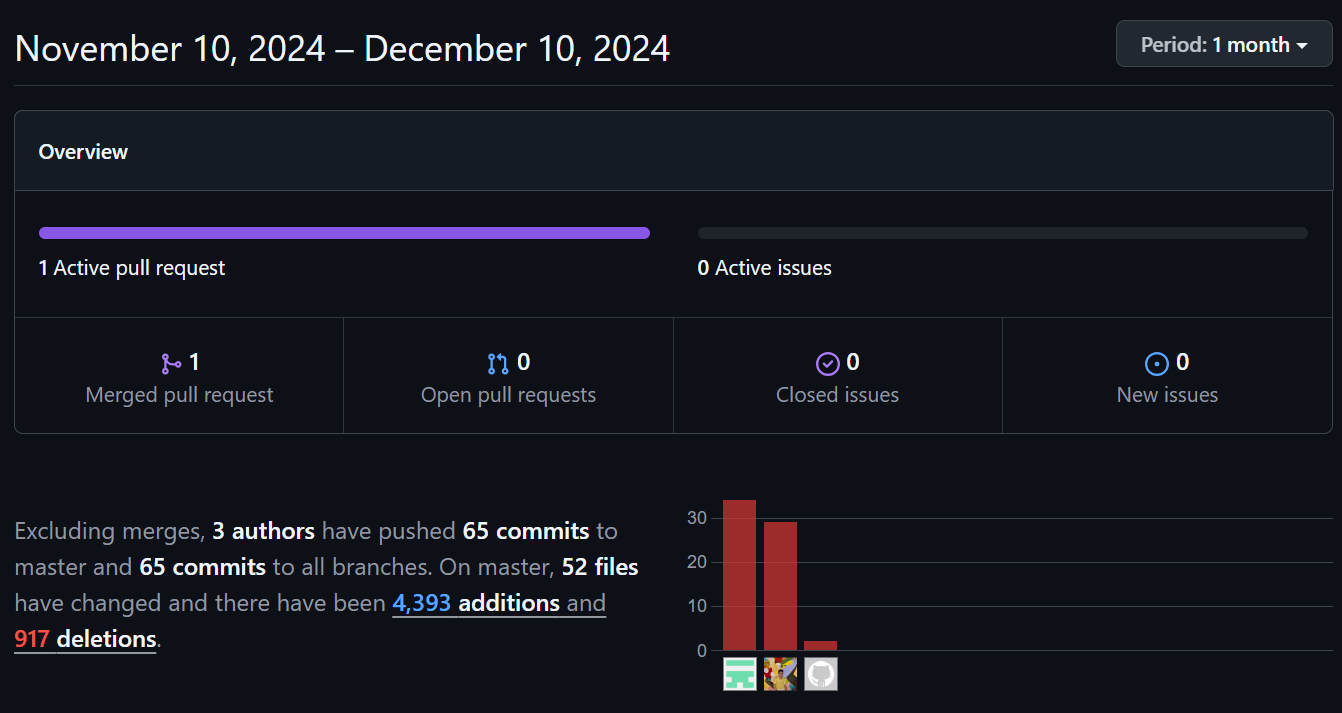 November 10, 2024 – December 10, 2024
Period: 1 month
Overview
1 Active pull request
0 Active issues
1
Merged pull request
0
Open pull requests
0
Closed issues
0
New issues
Excluding merges, 3 authors have pushed 65 commits to
master and 65 commits to all branches. On master, 52 files
have changed and there have been 4,393 additions and
917 deletions.
30
20
10
0